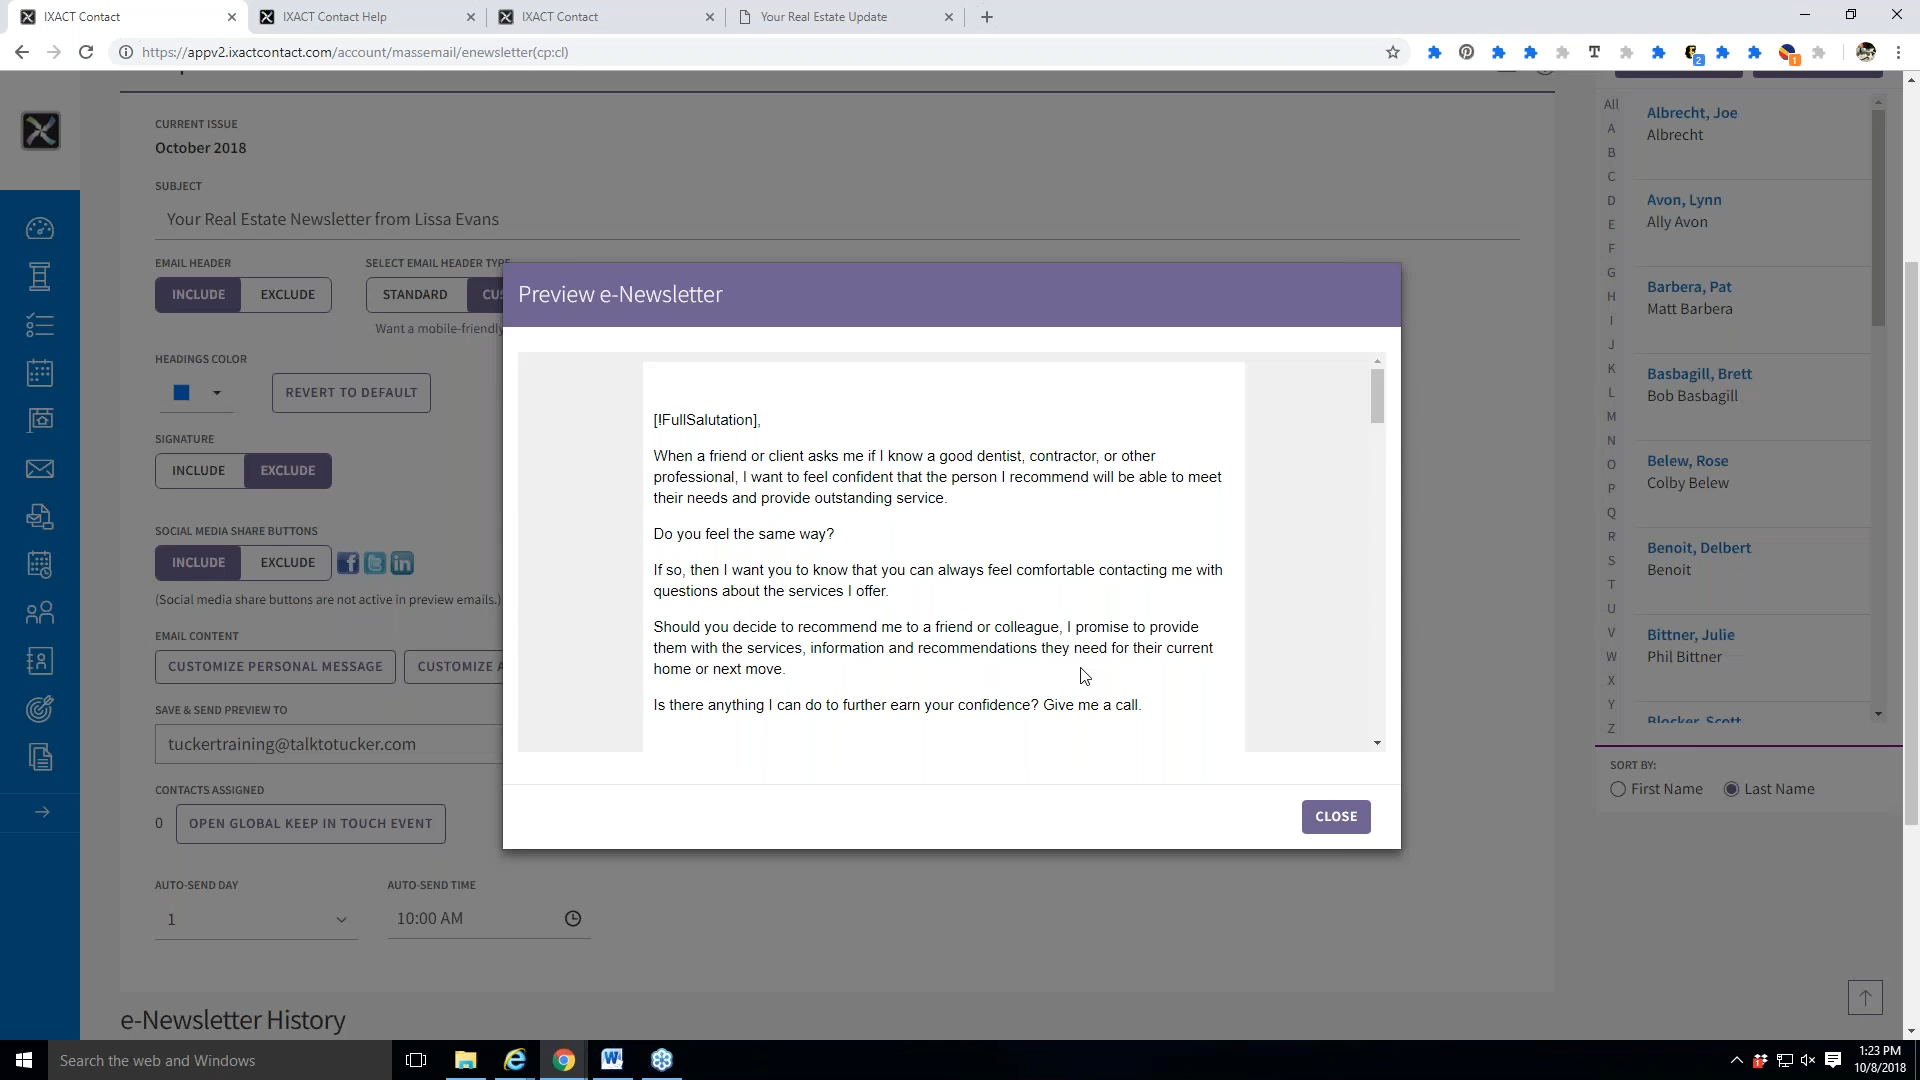 IXACT Contact
IXACT Contact Help
IXACT Contact
Your Real Estate Update
https://appv2.ixactcontact.com/account/massemail/enewsletter(cp:cl)
T
2
1
CURRENT ISSUE
October 2018
SUBJECT
Your Real Estate Newsletter from Lissa Evans
EMAIL HEADER
SELECT EMAIL HEADER TYPE
INCLUDE
EXCLUDE
STANDARD
CUS
Want a mobile-friendly
HEADINGS COLOR
REVERT TO DEFAULT
SIGNATURE
INCLUDE
EXCLUDE
SOCIAL MEDIA SHARE BUTTONS
INCLUDE
EXCLUDE
(Social media share buttons are not active in preview emails.)
EMAIL CONTENT
CUSTOMIZE PERSONAL MESSAGE
CUSTOMIZE A
SAVE & SEND PREVIEW TO
tuckertraining@talktotucker.com
CONTACTS ASSIGNED
0
OPEN GLOBAL KEEP IN TOUCH EVENT
AUTO-SEND DAY
AUTO-SEND TIME
1
10:00 AM
e-Newsletter History
Preview e-Newsletter
[!FullSalutation],
When a friend or client asks me if I know a good dentist, contractor, or other
professional, I want to feel confident that the person I recommend will be able to meet
their needs and provide outstanding service.
Do you feel the same way?
If so, then I want you to know that you can always feel comfortable contacting me with
questions about the services I offer.
Should you decide to recommend me to a friend or colleague, I promise to provide
them with the services, information and recommendations they need for their current
home or next move.
Is there anything I can do to further earn your confidence? Give me a call.
CLOSE
All
A
B
C
D
E
F
G
H
I
J
K
L
M
N
O
P
Q
R
S
T
U
V
W
X
Y
Z
Albrecht, Joe
Albrecht
Avon, Lynn
Ally Avon
Barbera, Pat
Matt Barbera
Basbagill, Brett
Bob Basbagill
Belew, Rose
Colby Belew
Benoit, Delbert
Benoit
Bittner, Julie
Phil Bittner
Blocker, Scott
SORT BY:
First Name
Last Name
Search the web and Windows
1:23 PM
10/8/2018